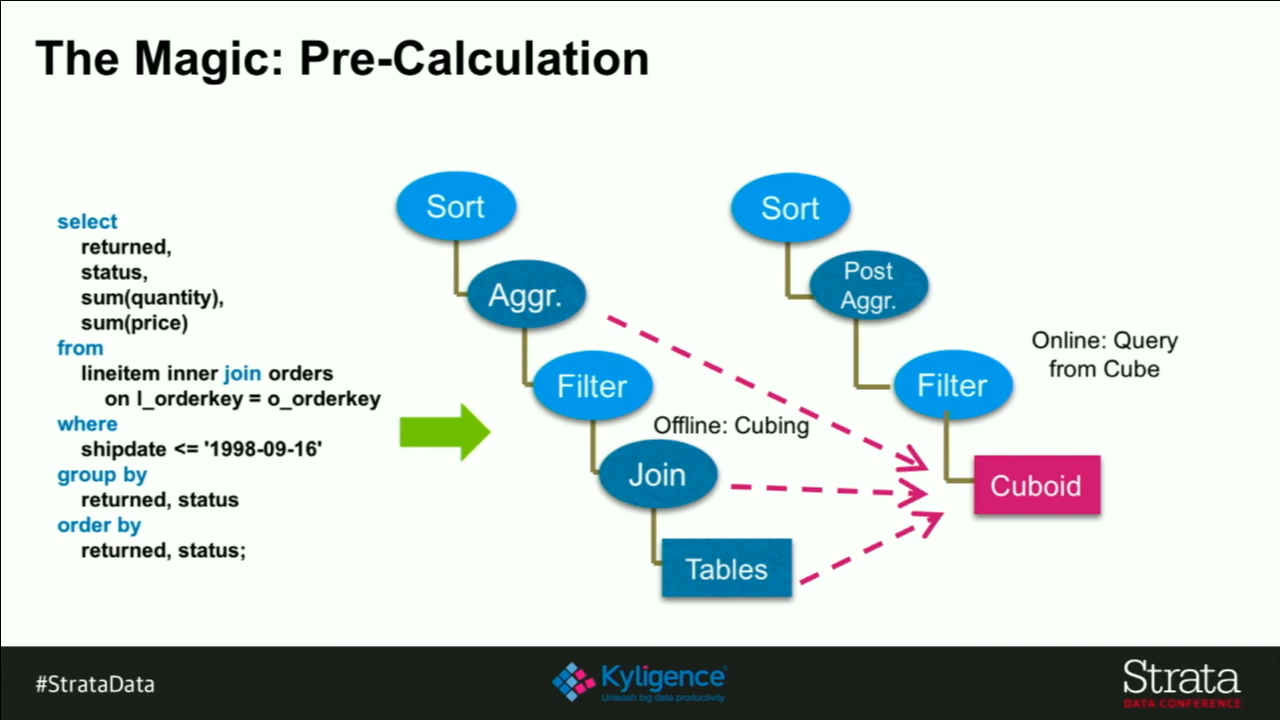 The Magic: Pre-Calculation
select
returned,
status,
sum(quantity),
sum(price)
from
lineitem inner join orders
on l_orderkey = o_orderkey
where
shipdate <= '1998-09-16'
group by
returned, status
order by
returned, status;
Sort
Aggr.
Filter
Offline: Cubing
Join
Tables
Sort
Post
Aggr.
Filter
Online: Query
from Cube
Cuboid
#StrataData
Kyligence
Unleash big data productivity
Strata
DATA CONFERENCE